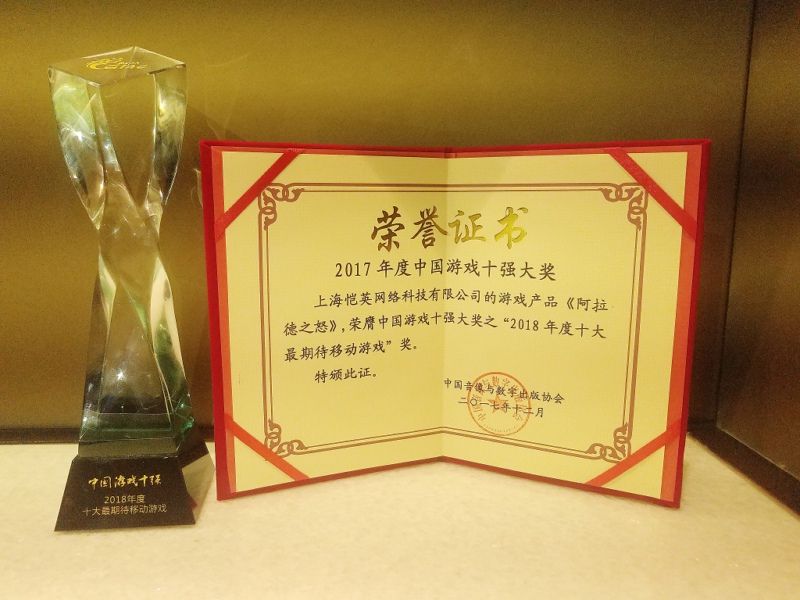 荣誉证书
2017年度中国游戏十强大奖
上海恺英网络科技有限公司的游戏产品《阿拉
德之怒》,荣膺中国游戏十强大奖之“2018年度十大
最期待移动游戏”奖。
特颁此证。
中国音像与数字出版协会
二〇一七年十二月
中国游戏十强
2018年度
十大最期待移动游戏